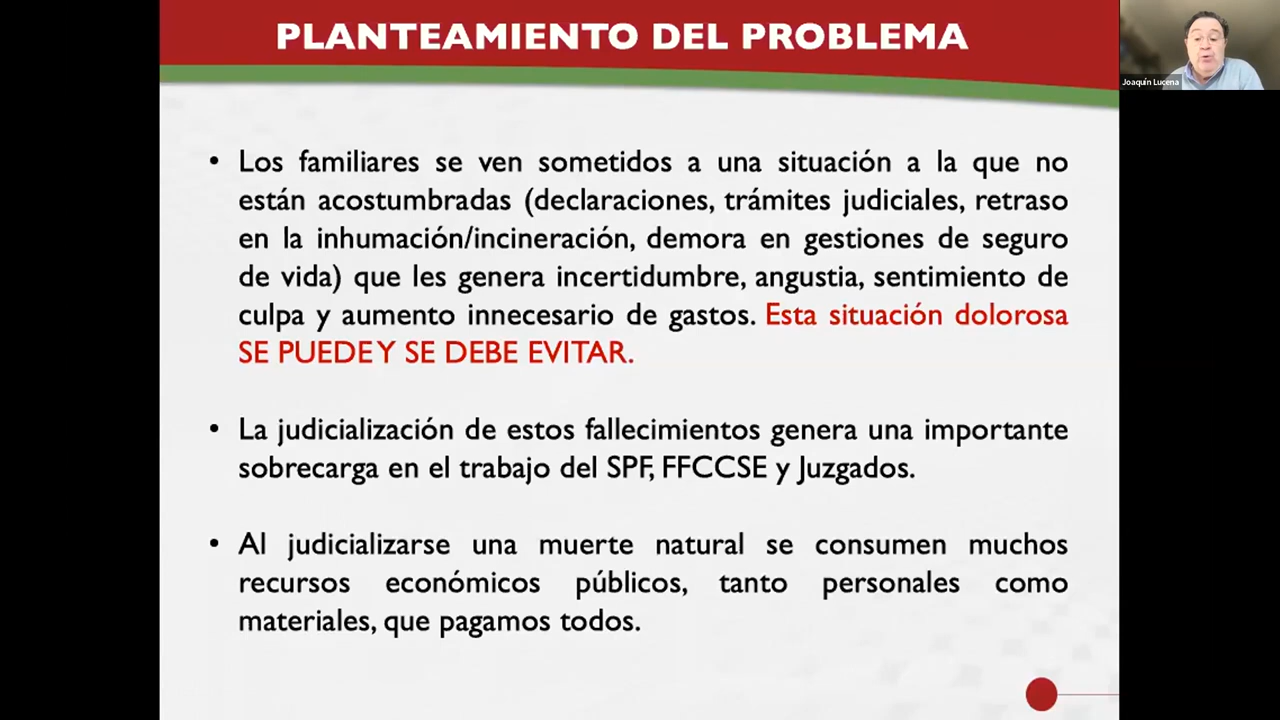 PLANTEAMIENTO DEL PROBLEMA
Joaquín Lucena
• Los familiares se ven sometidos a una situación a la que no
están acostumbradas (declaraciones, trámites judiciales, retraso
en la inhumación/incineración, demora en gestiones de seguro
de vida) que les genera incertidumbre, angustia, sentimiento de
culpa y aumento innecesario de gastos. Esta situación dolorosa
SE PUEDE Y SE DEBE EVITAR.
• La judicialización de estos fallecimientos genera una importante
sobrecarga en el trabajo del SPF, FFCCSE y Juzgados.
• Al judicializarse una muerte natural se consumen muchos
recursos económicos públicos, tanto personales como
materiales, que pagamos todos.